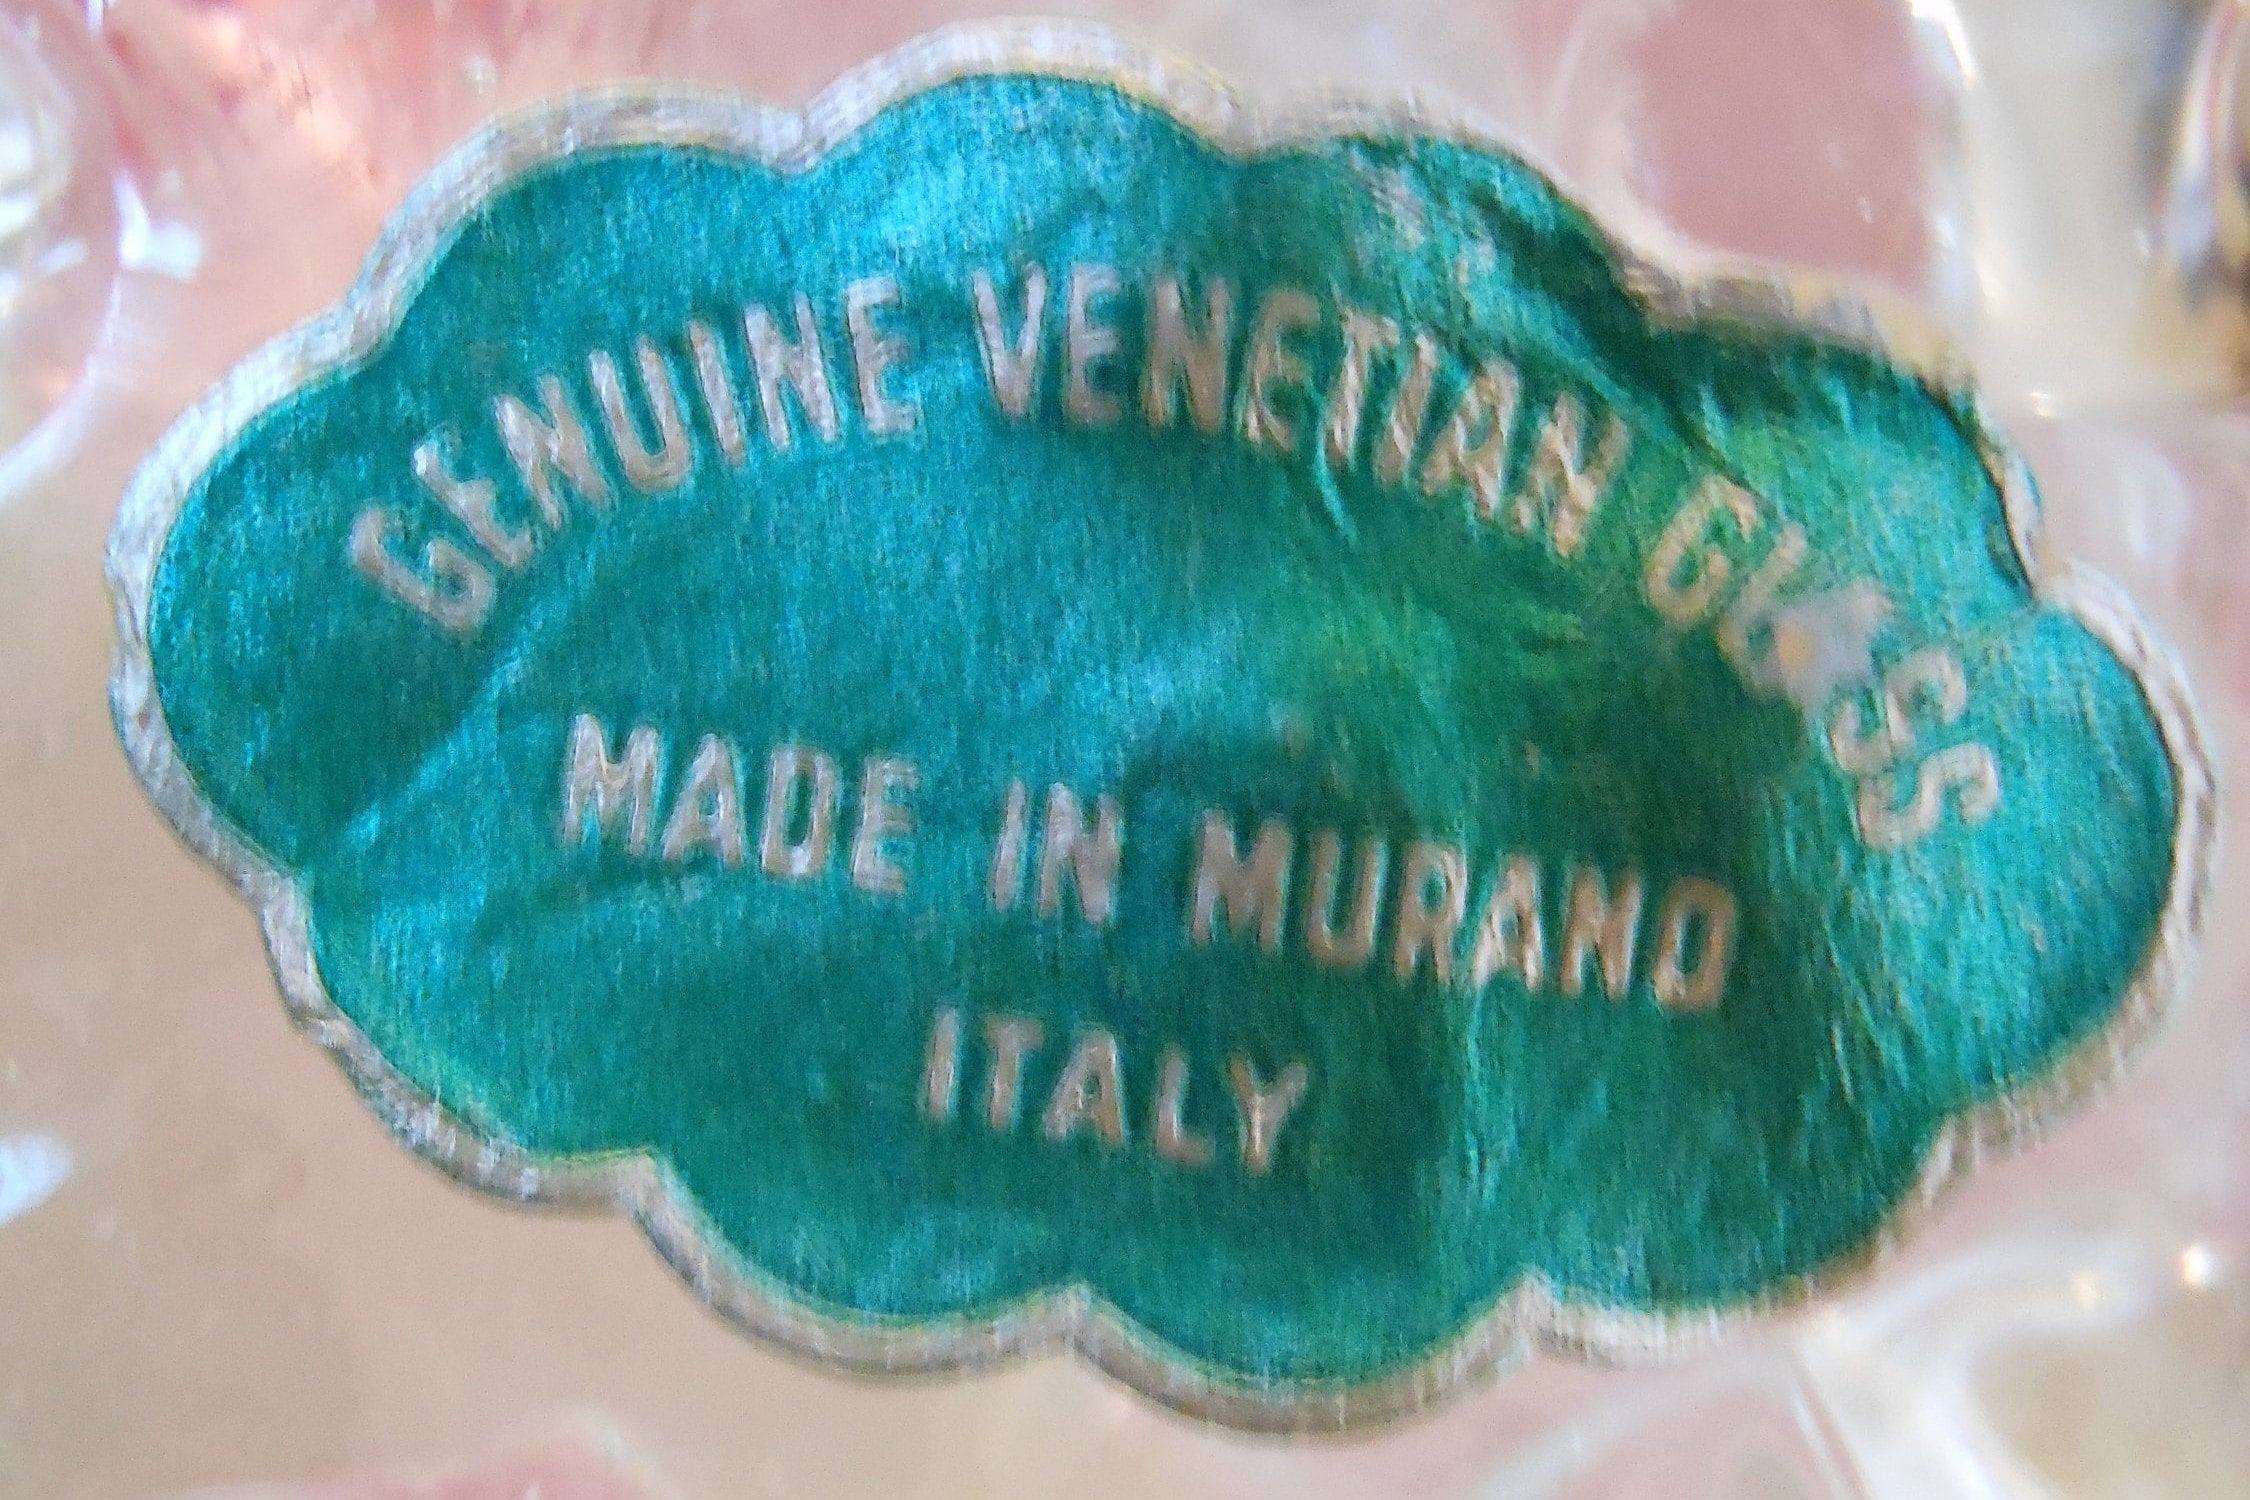 GENUINE VENETIAN GLASS
MADE IN MURANO
ITALY